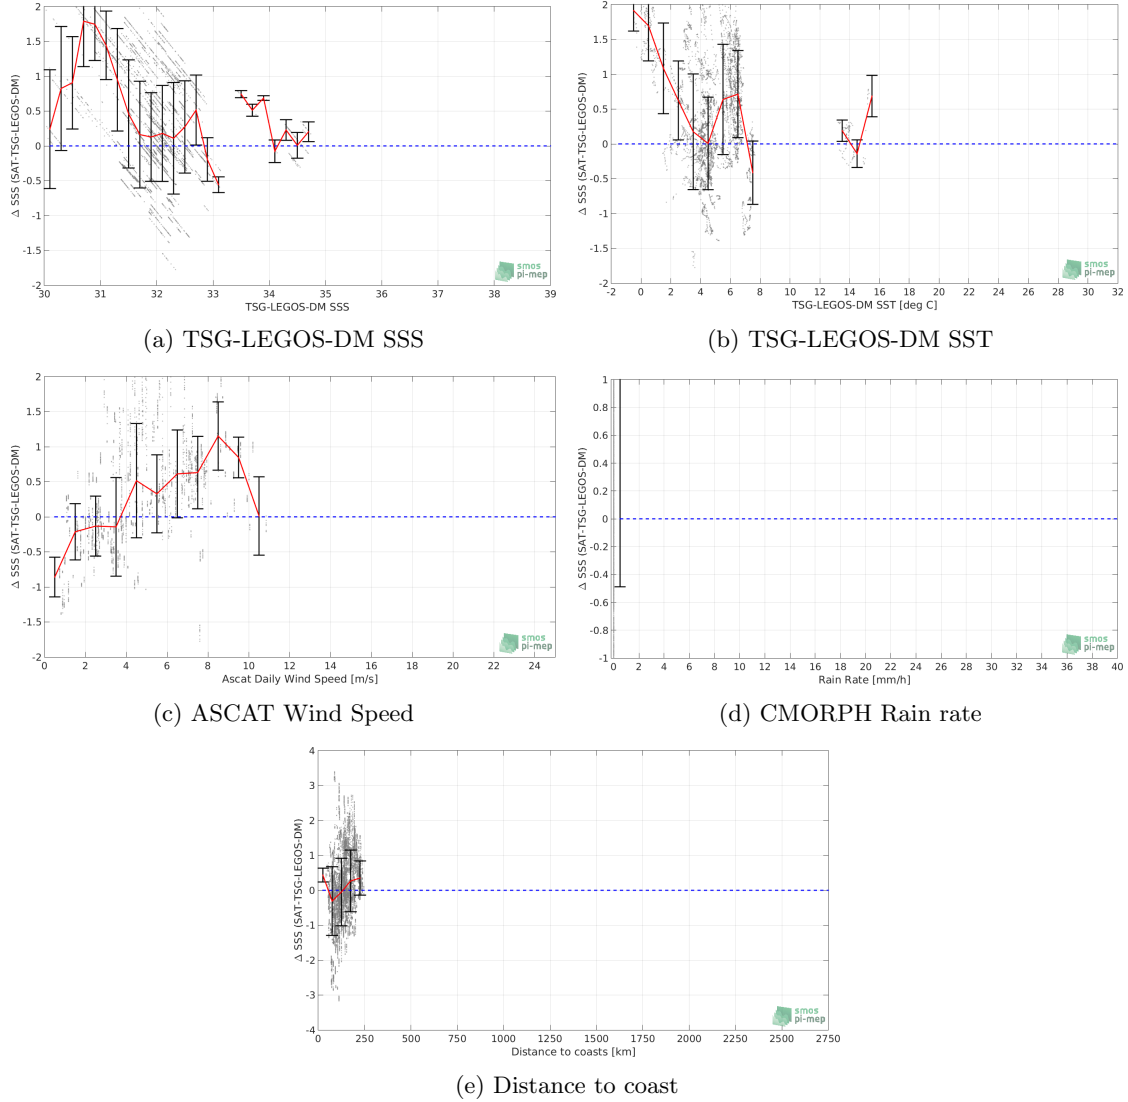 2
1.5
1
0.5
0
-0.5
-1
-1.5
-2
Δ SSS (SAT-TSG-LEGOS-DM)
30 31 32 33 34 35 36 37 38 39
TSG-LEGOS-DM SSS
smos
pi-mep
(a) TSG-LEGOS-DM SSS
2
1.5
1
0.5
0
-0.5
-1
-1.5
-2
Δ SSS (SAT-TSG-LEGOS-DM)
-2 0 2 4 6 8 10 12 14 16 18 20 22 24 26 28 30 32
TSG-LEGOS-DM SST [deg C]
smos
pi-mep
(b) TSG-LEGOS-DM SST
2
1.5
1
0.5
0
-0.5
-1
-1.5
-2
Δ SSS (SAT-TSG-LEGOS-DM)
0 2 4 6 8 10 12 14 16 18 20 22 24
Ascat Daily Wind Speed [m/s]
smos
pi-mep
(c) ASCAT Wind Speed
1
0.8
0.6
0.4
0.2
0
-0.2
-0.4
-0.6
-0.8
-1
Δ SSS (SAT-TSG-LEGOS-DM)
0 2 4 6 8 10 12 14 16 18 20 22 24 26 28 30 32 34 36 38 40
Rain Rate [mm/h]
smos
pi-mep
(d) CMORPH Rain rate
4
3
2
1
0
-1
-2
-3
-4
Δ SSS (SAT-TSG-LEGOS-DM)
0 250 500 750 1000 1250 1500 1750 2000 2250 2500 2750
Distance to coasts [km]
smos
pi-mep
(e) Distance to coast